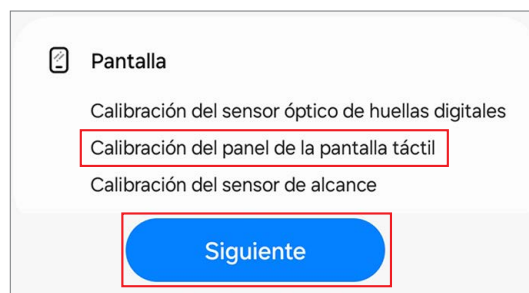 Pantalla
Calibración del sensor óptico de huellas digitales
Calibración del panel de la pantalla táctil
Calibración del sensor de alcance
Siguiente